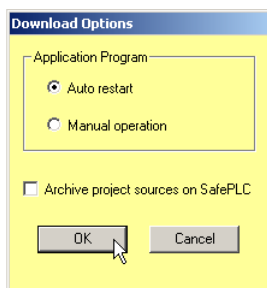 Download Options
Application Program
Auto restart
Manual operation
Archive project sources on SafePLC
OK
Cancel